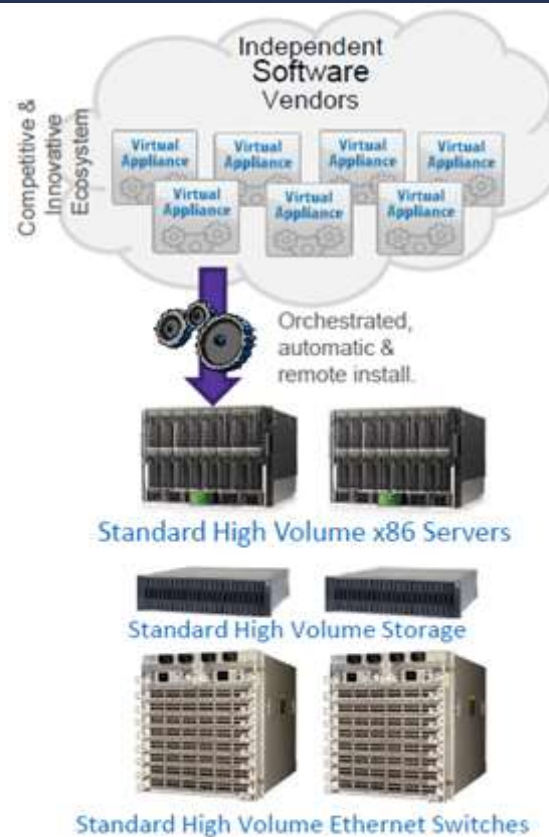 Independent
Software
Vendors
Competitive &
Innovative
Ecosystem
Virtual
Appliance
Virtual
Appliance
Virtual
Appliance
Virtual
Appliance
Virtual
Appliance
Virtual
Appliance
Virtual
Appliance
Orchestrated,
automatic &
remote install.
Standard High Volume x86 Servers
Standard High Volume Storage
Standard High Volume Ethernet Switches